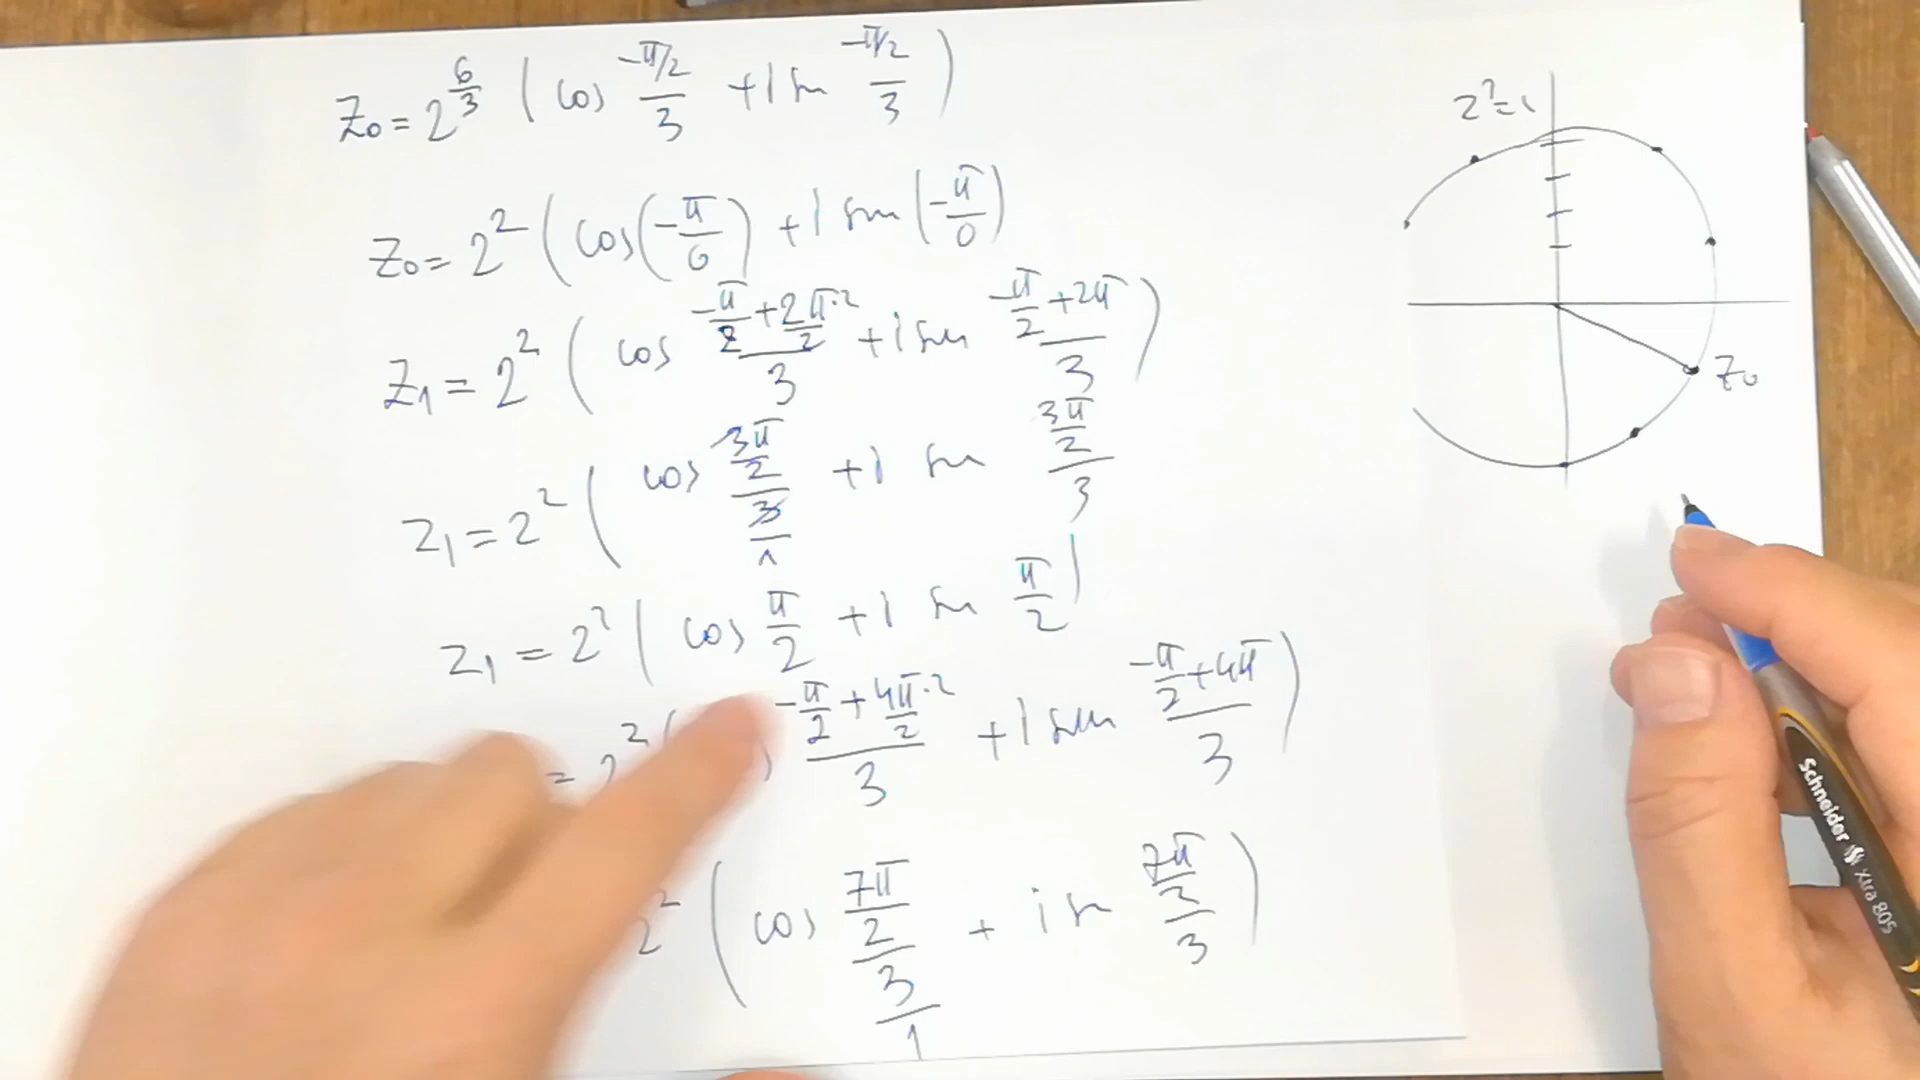 Z₀ = 2^(6/3) ( cos (-π/2)/3 + i sin (-π/2)/3 )
Z₀ = 2² ( cos(-π/6) + i sin(-π/6) )
Z₁ = 2² ( cos (-π/2 + 2π·2/2)/3 + i sin (-π/2 + 2π)/3 )
Z₁ = 2² ( cos (3π/2)/(3/1) + i sin (3π/2)/3 )
Z₁ = 2² ( cos π/2 + i sin π/2 )
= 2² ( (-π/2 + 4π·2/2)/3 + i sin (-π/2 + 4π)/3 )
2² ( cos (7π/2)/(3/1) + i sin (7π/2)/3 )
Z₀
Schneider Xtra 805